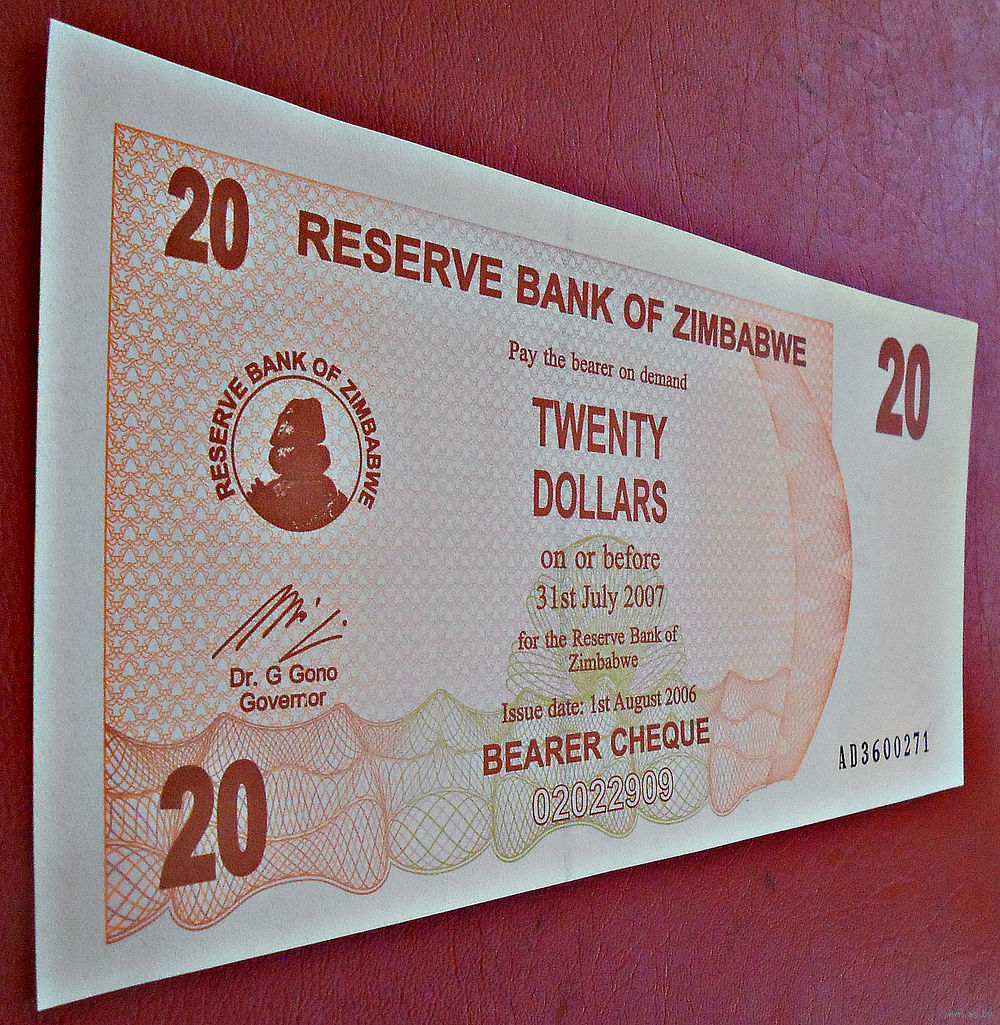 20
RESERVE BANK OF ZIMBABWE
20
Pay the bearer on demand
TWENTY
DOLLARS
on or before
31st July 2007
for the Reserve Bank of
Zimbabwe
Issue date: 1st August 2006
BEARER CHEQUE
02022909
RESERVE BANK OF ZIMBABWE
Dr. G Gono
Governor
20
AD3600271